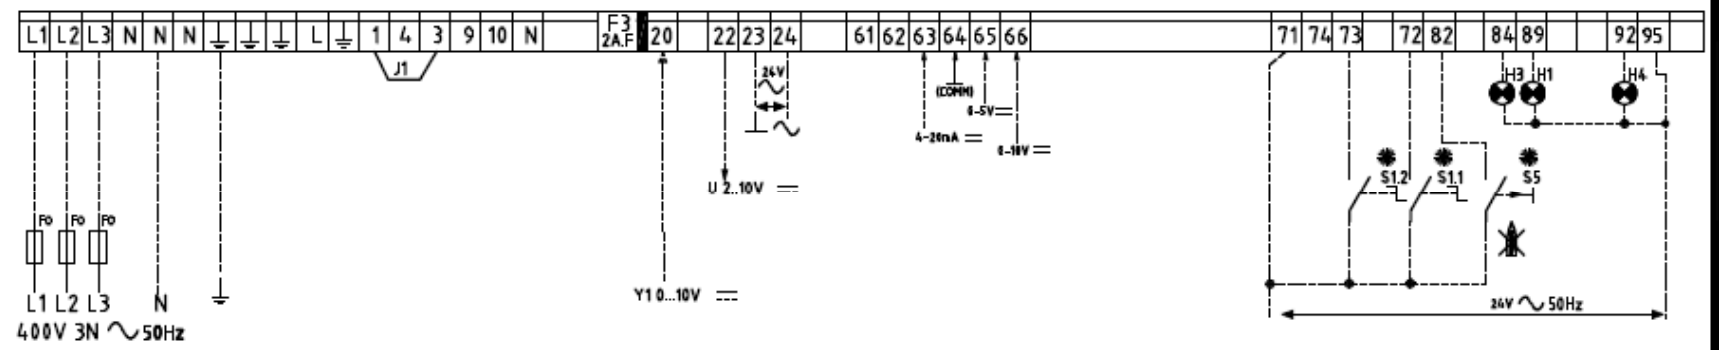 L1 L2 L3 N N N L 1 4 3 9 10 N F3 2A.F 20 22 23 24 61 62 63 64 65 66 71 74 73 72 82 84 89 92 95
J1
24V
H3 H1 H4
(COMM)
0-5V
4-20mA
0-10V
U 2..10V
S1.2 S1.1 S5
F0 F0 F0
Y1 0...10V
L1 L2 L3 N
24V 50Hz
400V 3N 50Hz